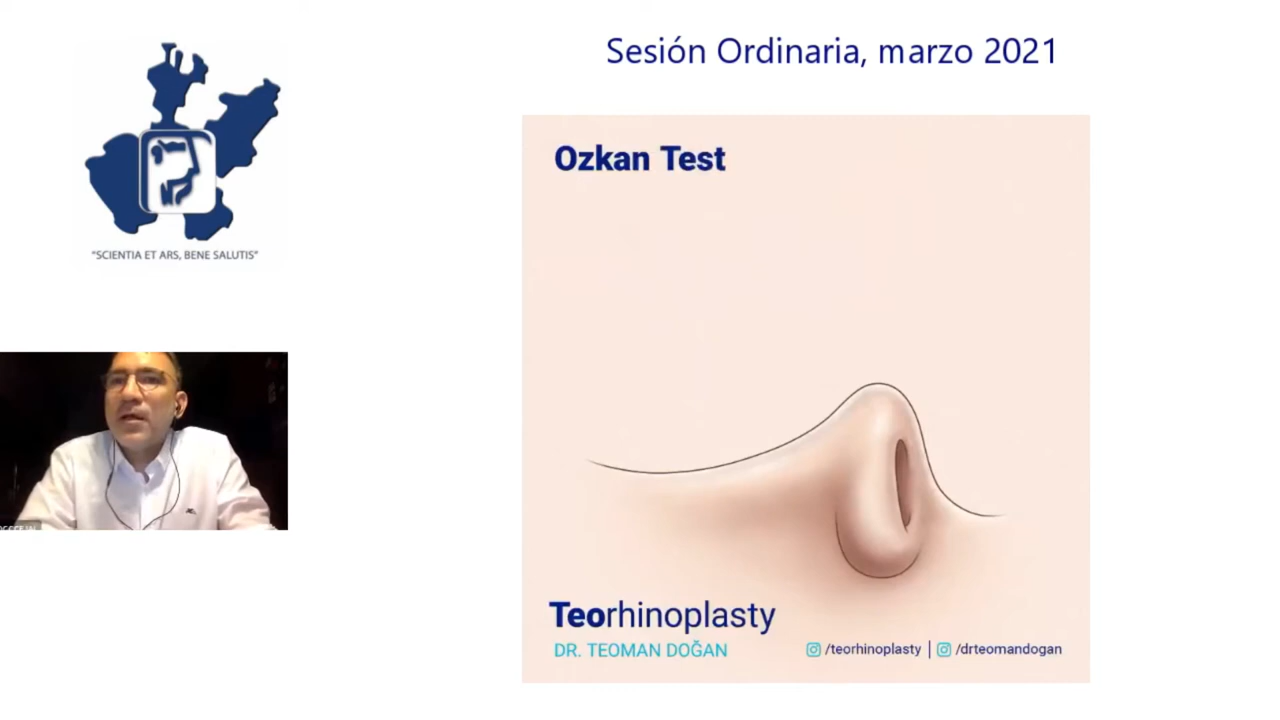 Sesión Ordinaria, marzo 2021
"SCIENTIA ET ARS, BENE SALUTIS"
Ozkan Test
Teorhinoplasty
DR. TEOMAN DOĞAN
/teorhinoplasty | /drteomandogan